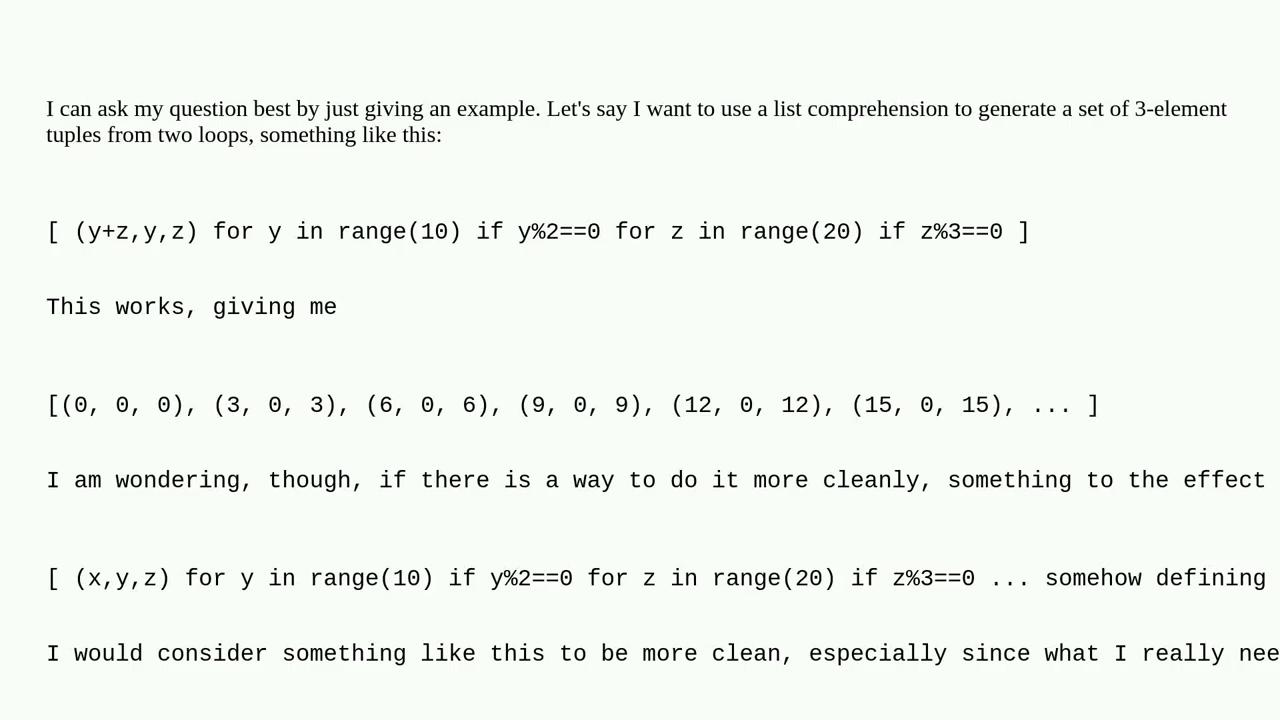 I can ask my question best by just giving an example. Let's say I want to use a list comprehension to generate a set of 3-element
tuples from two loops, something like this:
[ (y+z,y,z) for y in range(10) if y%2==0 for z in range(20) if z%3==0 ]
This works, giving me
[(0, 0, 0), (3, 0, 3), (6, 0, 6), (9, 0, 9), (12, 0, 12), (15, 0, 15), ... ]
I am wondering, though, if there is a way to do it more cleanly, something to the effect
[ (x,y,z) for y in range(10) if y%2==0 for z in range(20) if z%3==0 ... somehow defining
I would consider something like this to be more clean, especially since what I really nee